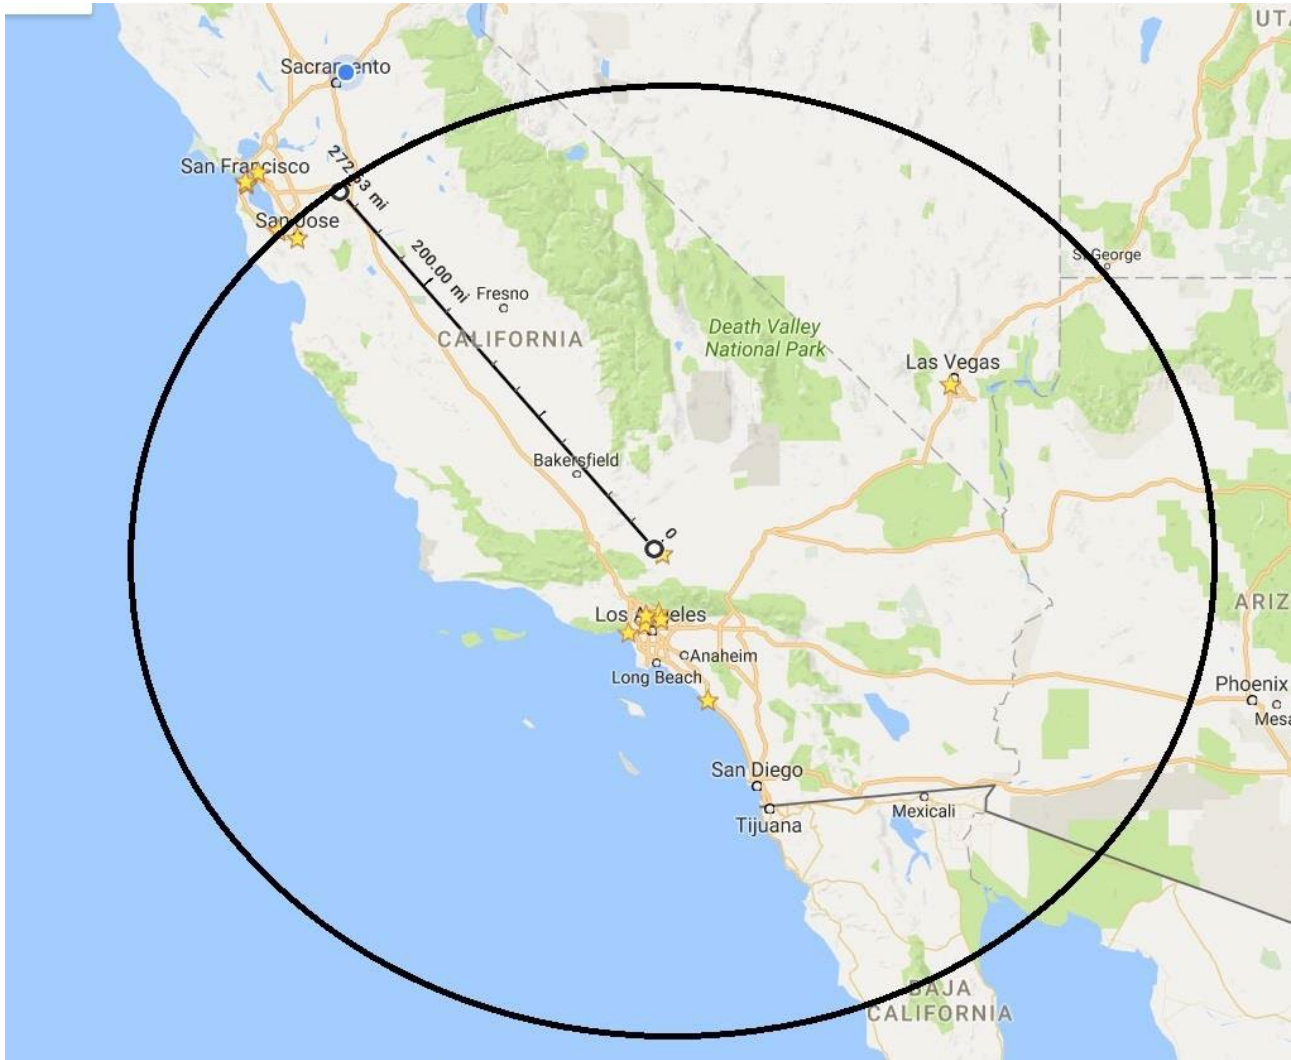 UTA
Sacramento
San Francisco
272.53 mi
San Jose
200.00 mi
St George
Fresno
CALIFORNIA
Death Valley
National Park
Las Vegas
Bakersfield
0
Los Angeles
ARIZ
Anaheim
Long Beach
Phoenix
Mesa
San Diego
Mexicali
Tijuana
BAJA
CALIFORNIA